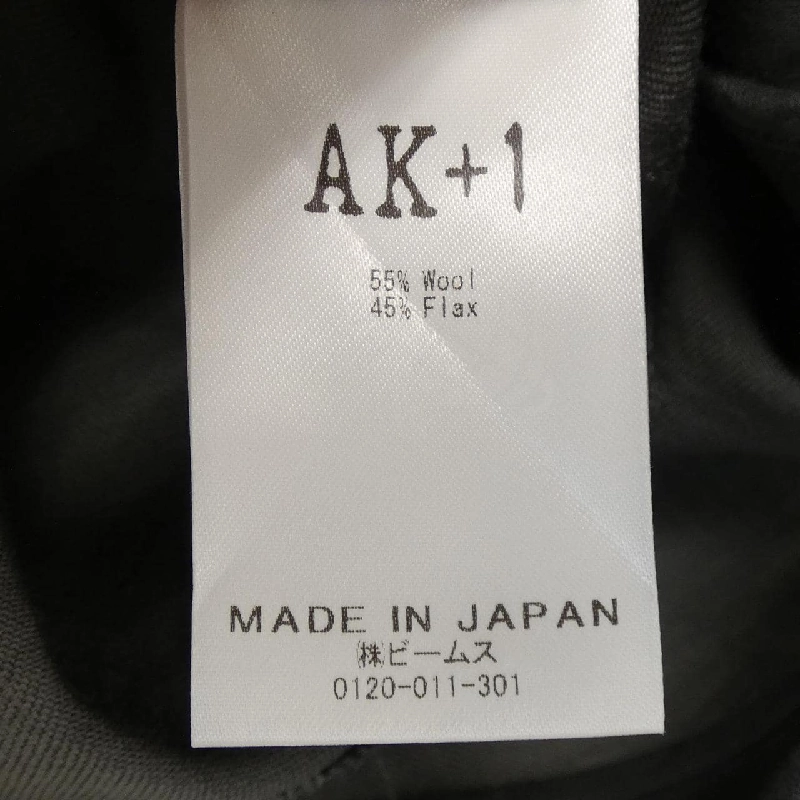 AK+1
55% Wool
45% Flax
MADE IN JAPAN
㈱ビームス
0120-011-301